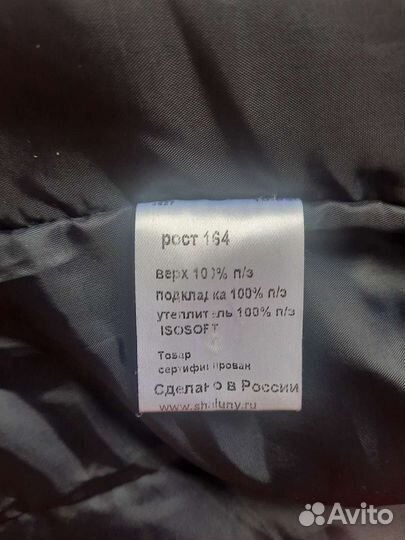 рост 164
верх 100% п/э
подкладка 100% п/э
утеплитель 100% п/э
ISOSOFT
Товар
сертифицирован
Сделано в России
www.shaluny.ru
Avito